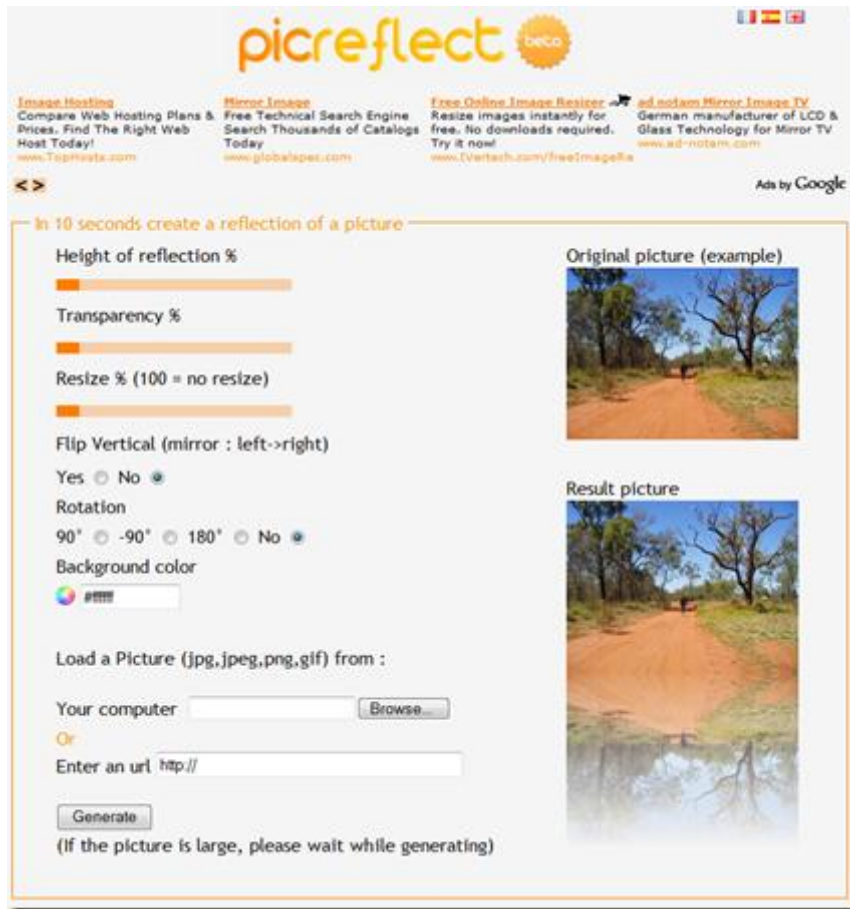 picreflect beta
Image Hosting
Compare Web Hosting Plans &
Prices. Find The Right Web
Host Today!
www.TopHosts.com
Mirror Image
Free Technical Search Engine
Search Thousands of Catalogs
Today
www.globalspec.com
Free Online Image Resizer
Resize images instantly for
free. No downloads required.
Try it now!
www.IVertech.com/freeImageRe
ad notam Mirror Image TV
German manufacturer of LCD &
Glass Technology for Mirror TV
www.ad-notam.com
< >
Ads by Google
In 10 seconds create a reflection of a picture
Height of reflection %
Transparency %
Resize % (100 = no resize)
Flip Vertical (mirror : left->right)
Yes No
Rotation
90° -90° 180° No
Background color
#ffffff
Load a Picture (jpg,jpeg,png,gif) from :
Your computer Browse...
Or
Enter an url http://
Generate
(If the picture is large, please wait while generating)
Original picture (example)
Result picture